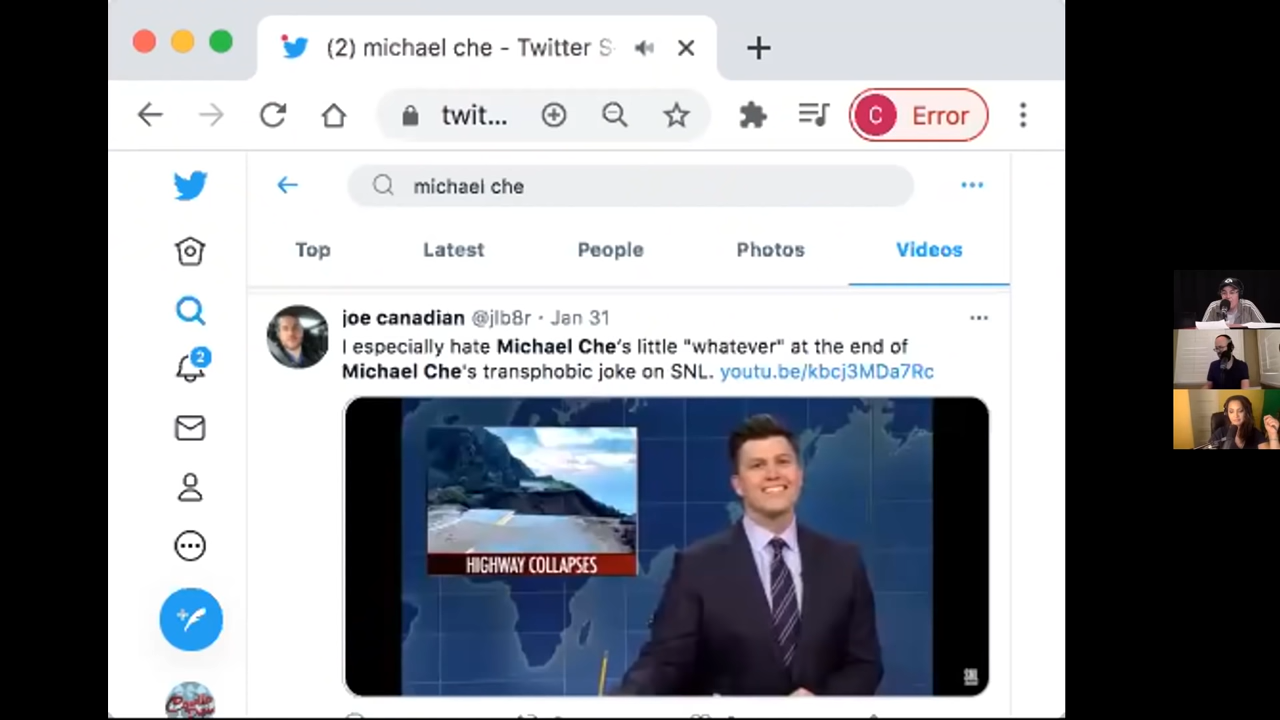 (2) michael che - Twitter S
twit...
C
Error
michael che
Top
Latest
People
Photos
Videos
joe canadian @jlb8r · Jan 31
I especially hate Michael Che's little "whatever" at the end of
Michael Che's transphobic joke on SNL. youtu.be/kbcj3MDa7Rc
2
HIGHWAY COLLAPSES
SNL